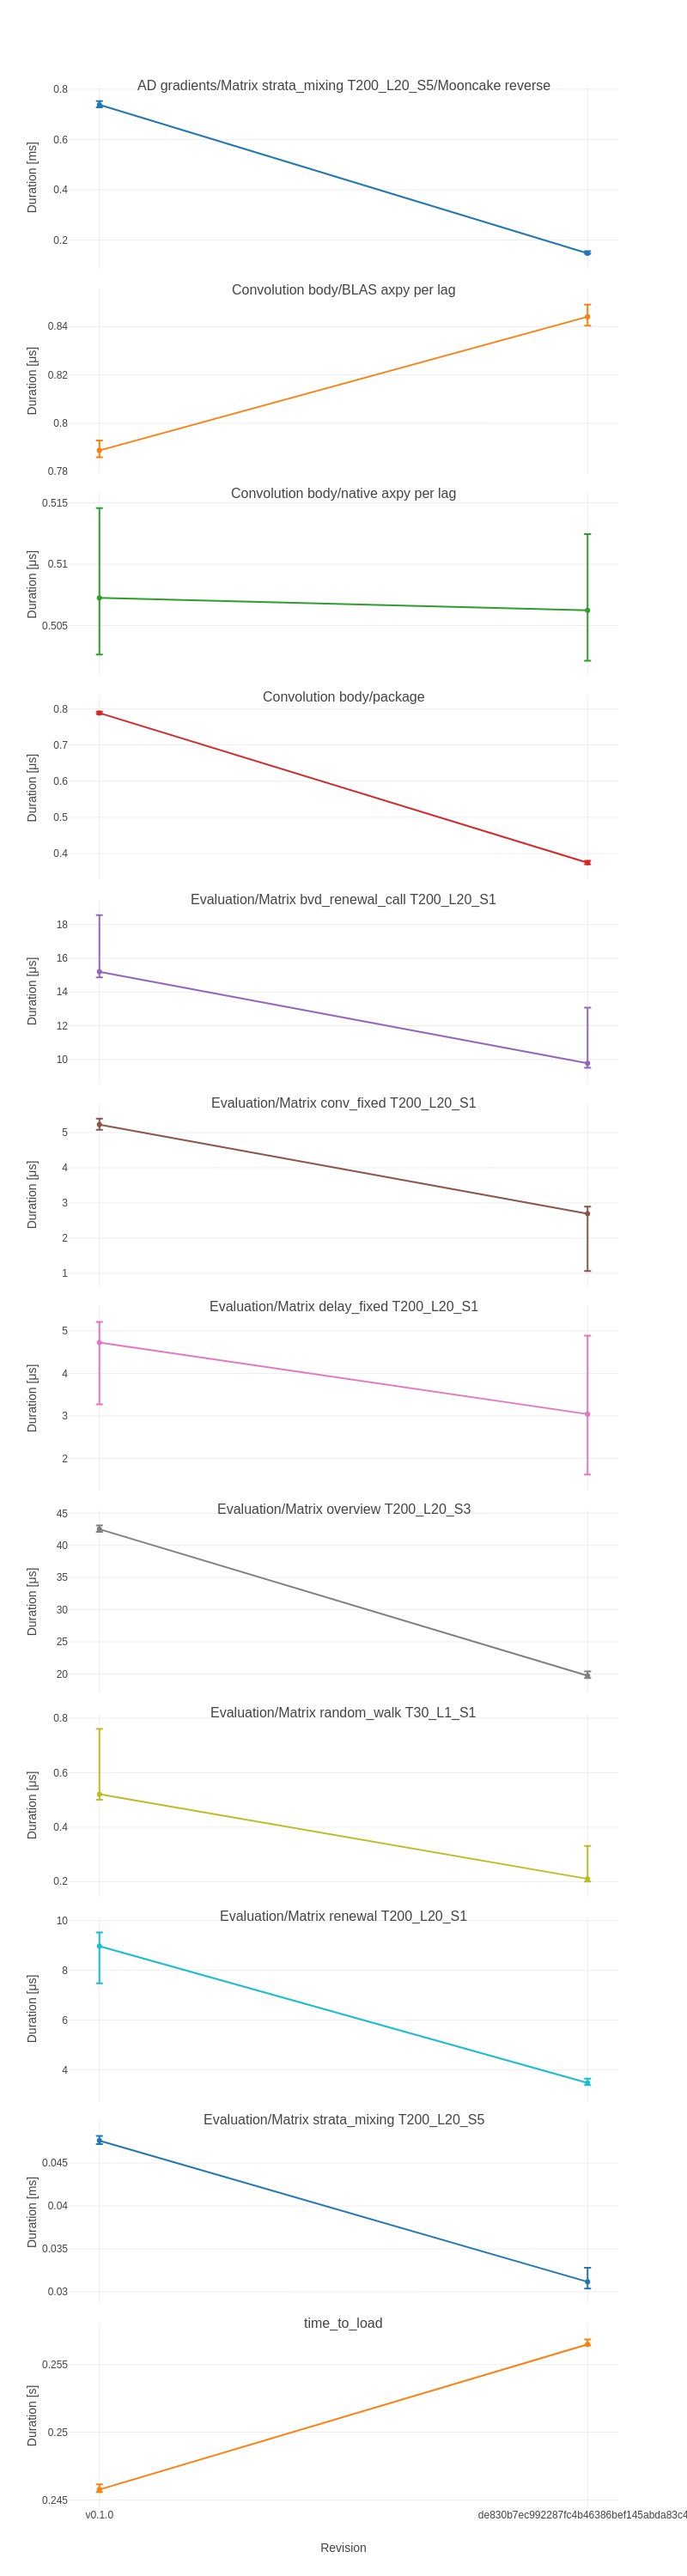 AD gradients/Matrix strata_mixing T200_L20_S5/Mooncake reverse
0.8
0.6
0.4
0.2
Duration [ms]
Convolution body/BLAS axpy per lag
0.84
0.82
0.8
0.78
Duration [μs]
Convolution body/native axpy per lag
0.515
0.51
0.505
Duration [μs]
Convolution body/package
0.8
0.7
0.6
0.5
0.4
Duration [μs]
Evaluation/Matrix bvd_renewal_call T200_L20_S1
18
16
14
12
10
Duration [μs]
Evaluation/Matrix conv_fixed T200_L20_S1
5
4
3
2
1
Duration [μs]
Evaluation/Matrix delay_fixed T200_L20_S1
5
4
3
2
Duration [μs]
Evaluation/Matrix overview T200_L20_S3
45
40
35
30
25
20
Duration [μs]
Evaluation/Matrix random_walk T30_L1_S1
0.8
0.6
0.4
0.2
Duration [μs]
Evaluation/Matrix renewal T200_L20_S1
10
8
6
4
Duration [μs]
Evaluation/Matrix strata_mixing T200_L20_S5
0.045
0.04
0.035
0.03
Duration [ms]
time_to_load
0.255
0.25
0.245
Duration [s]
v0.1.0
de830b7ec992287fc4b46386bef145abda83c4
Revision